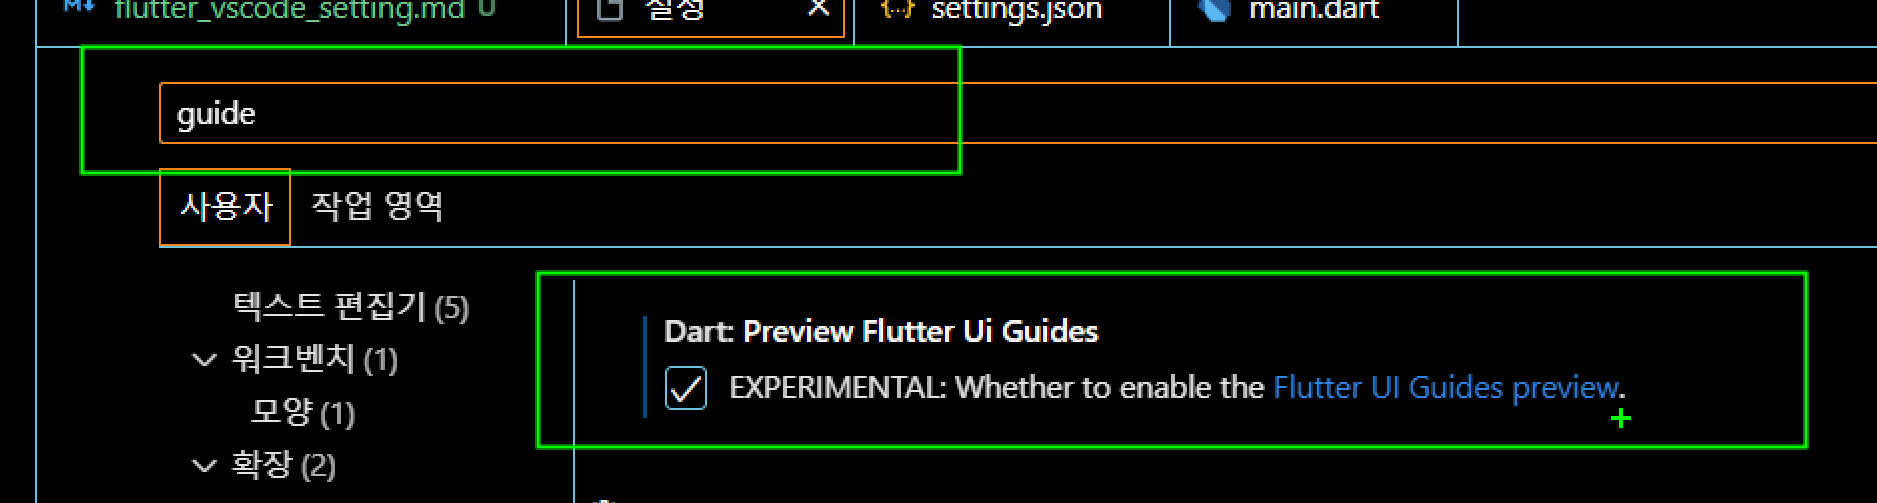 flutter_vscode_setting.md U 설정 settings.json main.dart
guide
사용자 작업 영역
텍스트 편집기 (5)
워크벤치 (1)
모양 (1)
확장 (2)
Dart: Preview Flutter Ui Guides
EXPERIMENTAL: Whether to enable the Flutter UI Guides preview.